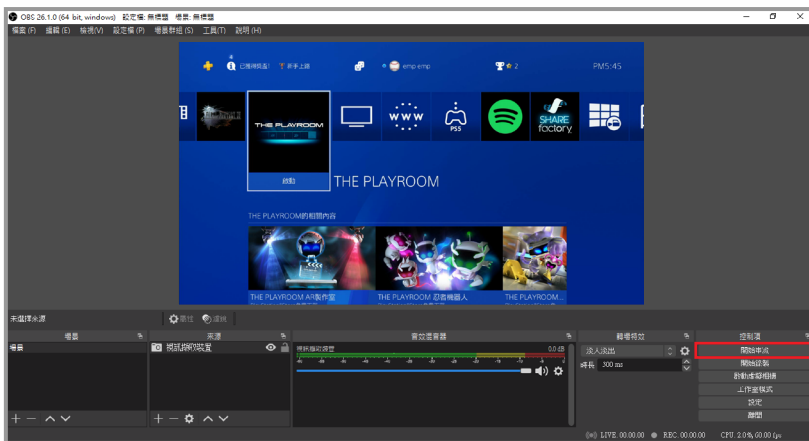 OBS 26.1.0 (64 bit, windows) 設定檔: 無標題 場景: 無標題
檔案 (F) 編輯 (E) 檢視(V) 設定檔 (P) 場景群組 (S) 工具(T) 說明 (H)
新手上路 emp emp 2 PM5:45
THE PLAYROOM
WWW
PS5
SHARE
factory
啟動
THE PLAYROOM
THE PLAYROOM的相關內容
THE PLAYROOM AR製作室 THE PLAYROOM 忍者機器人 THE PLAYROOM...
未選擇來源 屬性 濾鏡
場景 來源 音效混音器 轉場特效 控制項
場景 視訊擷取裝置 視訊擷取裝置 0.0 dB 淡入淡出 開始串流
時長 300 ms 開始錄製
啟動虛擬相機
工作室模式
設定
離開
LIVE: 00:00:00 REC: 00:00:00 CPU: 2.0%, 60.00 fps